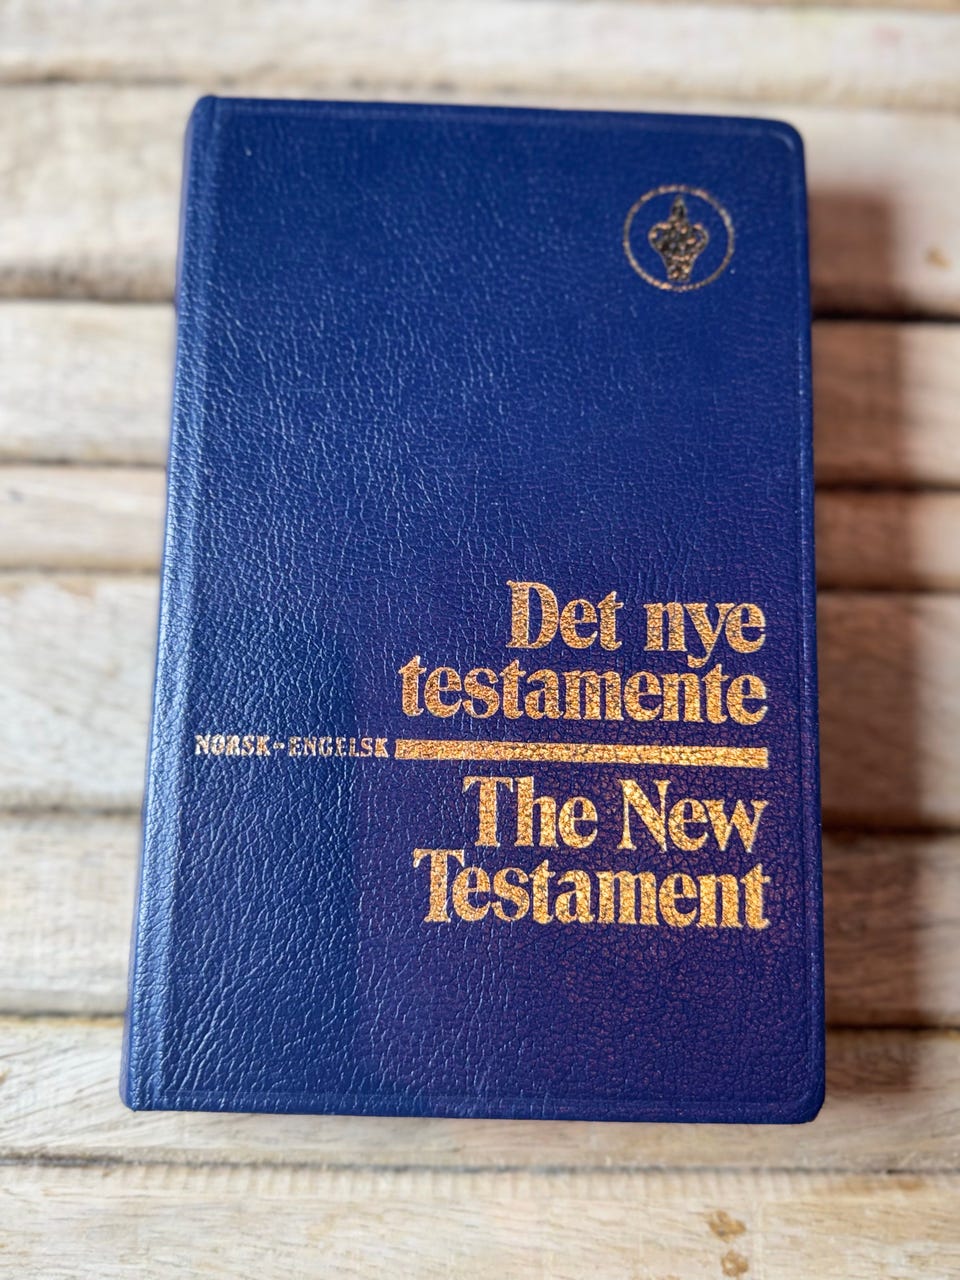 Det nye
testamente
NORSK-ENGELSK
The New
Testament